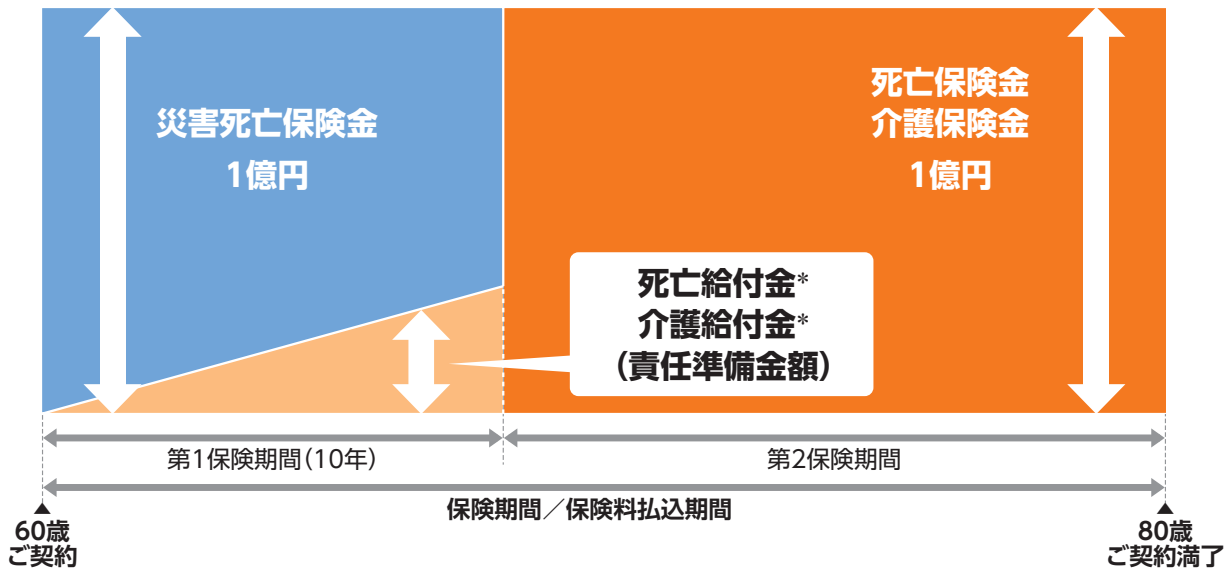 災害死亡保険金
1億円
死亡保険金
介護保険金
1億円
死亡給付金*
介護給付金*
(責任準備金額)
第1保険期間(10年)
第2保険期間
保険期間/保険料払込期間
▲
60歳
ご契約
▲
80歳
ご契約満了